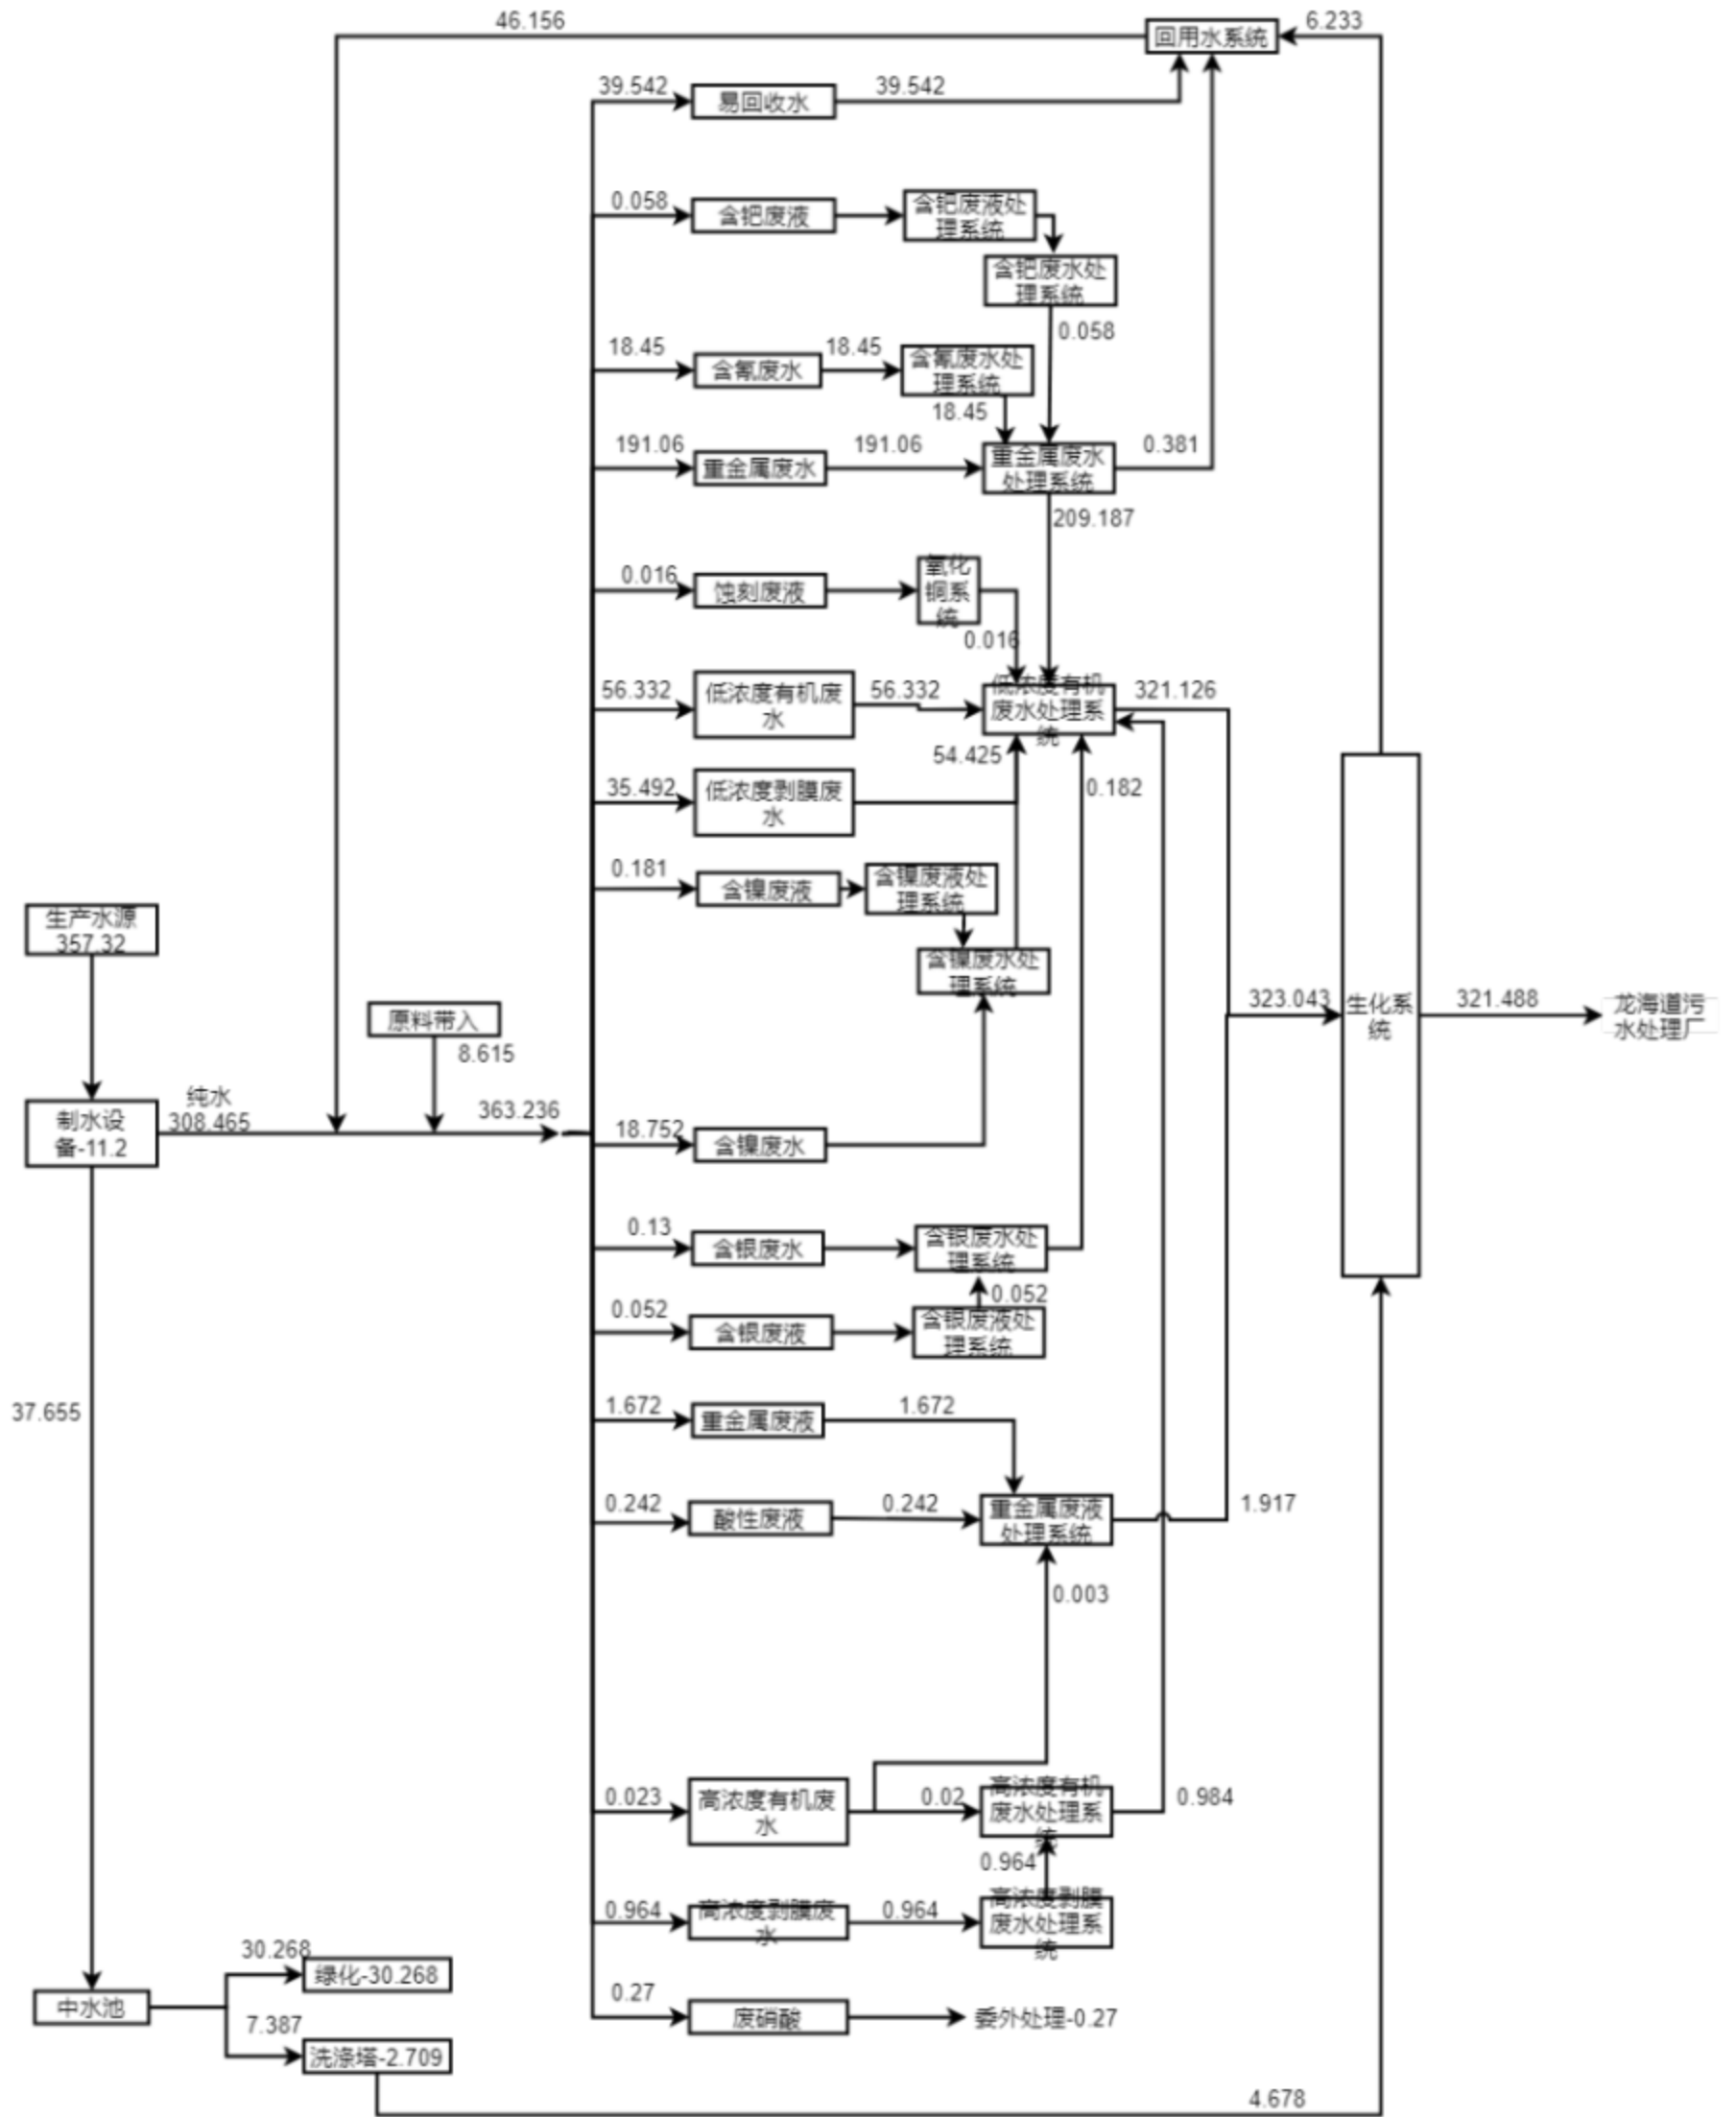 46.156
回用水系统
6.233
39.542
易回收水
39.542
0.058
含钯废液
含钯废液处
理系统
含钯废水处
理系统
0.058
18.45
含氰废水
18.45
含氰废水处
理系统
18.45
191.06
重金属废水
191.06
重金属废水
处理系统
0.381
209.187
0.016
蚀刻废液
氧化
铜系
统
0.016
56.332
低浓度有机废
水
56.332
低浓度有机
废水处理系
统
321.126
54.425
0.182
35.492
低浓度剥膜废
水
0.181
含镍废液
含镍废液处
理系统
含镍废水处
理系统
生产水源
357.32
原料带入
8.615
制水设
备-11.2
纯水
308.465
363.236
18.752
含镍废水
323.043
生化系
统
321.488
龙海道污
水处理厂
0.13
含银废水
含银废水处
理系统
0.052
0.052
含银废液
含银废液处
理系统
37.655
1.672
重金属废液
1.672
0.242
酸性废液
0.242
重金属废液
处理系统
1.917
0.003
0.023
高浓度有机废
水
0.02
高浓度有机
废水处理系
统
0.984
0.964
0.964
高浓度剥膜废
水
0.964
高浓度剥膜
废水处理系
统
30.268
绿化-30.268
中水池
7.387
洗涤塔-2.709
0.27
废硝酸
委外处理-0.27
4.678